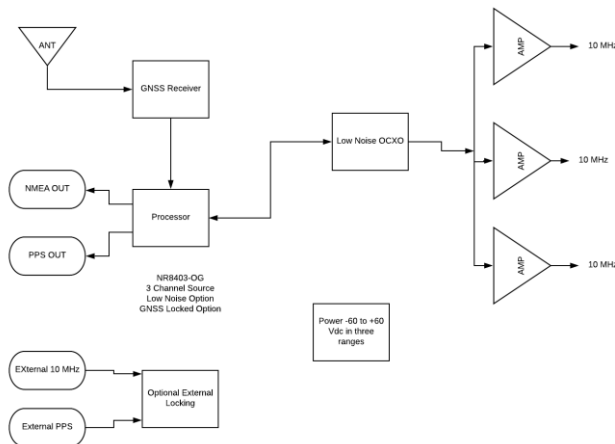 ANT
GNSS Receiver
AMP
10 MHz
Low Noise OCXO
AMP
10 MHz
NMEA OUT
Processor
PPS OUT
AMP
10 MHz
NR8403-OG
3 Channel Source
Low Noise Option
GNSS Locked Option
Power -60 to +60
Vdc in three
ranges
EXternal 10 MHz
Optional External
Locking
External PPS